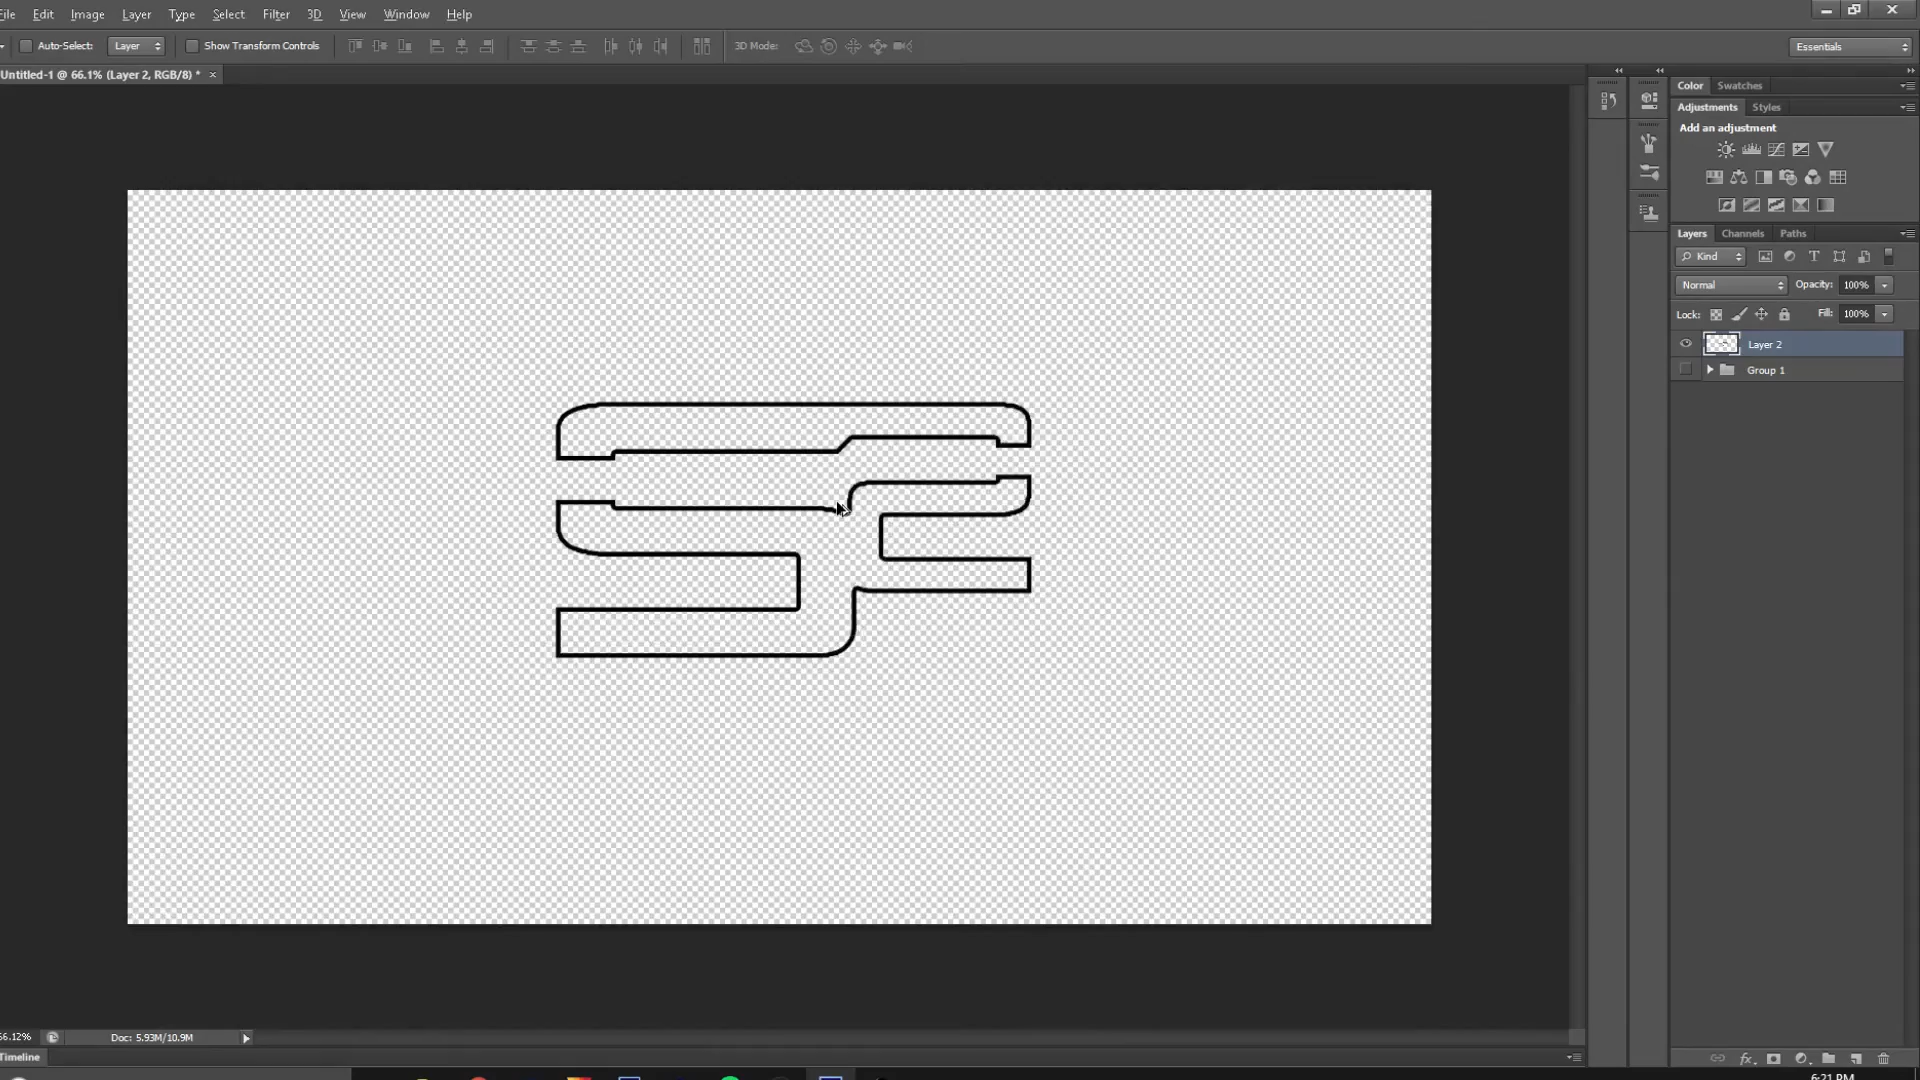 File Edit Image Layer Type Select Filter 3D View Window Help
Auto-Select: Layer Show Transform Controls 3D Mode: Essentials
Untitled-1 @ 66.1% (Layer 2, RGB/8) * ×
Color Swatches
Adjustments Styles
Add an adjustment
Layers Channels Paths
Kind
Normal Opacity: 100%
Lock: Fill: 100%
Layer 2
Group 1
66.12% Doc: 5.93M/10.9M
Timeline
6:21 PM